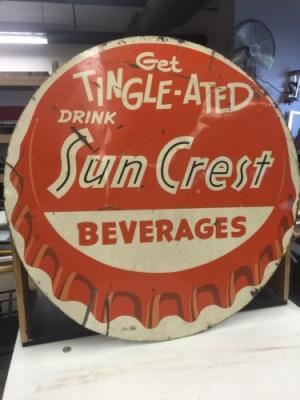 Get
TINGLE-ATED
DRINK
Sun Crest
BEVERAGES